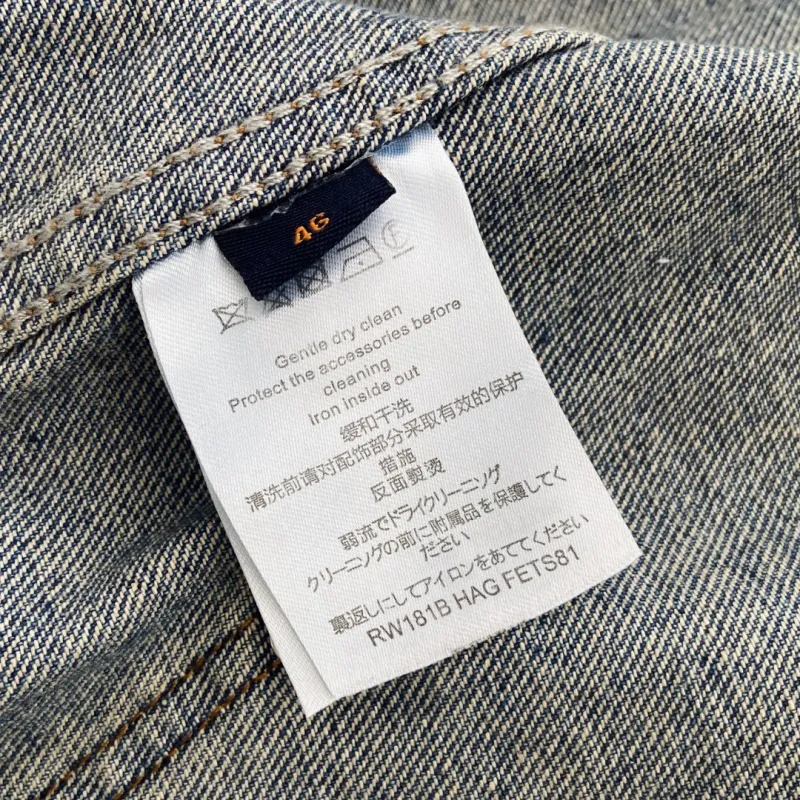 46
Gentle dry clean
Protect the accessories before
cleaning
Iron inside out
缓和干洗
清洗前请对配饰部分采取有效的保护
措施
反面熨烫
弱流でドライクリーニング
クリーニングの前に附属品を保護してく
ださい
裏返しにしてアイロンをあててください
RW181B HAG FETS81